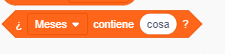 ¿ Meses ▾ contiene cosa ?